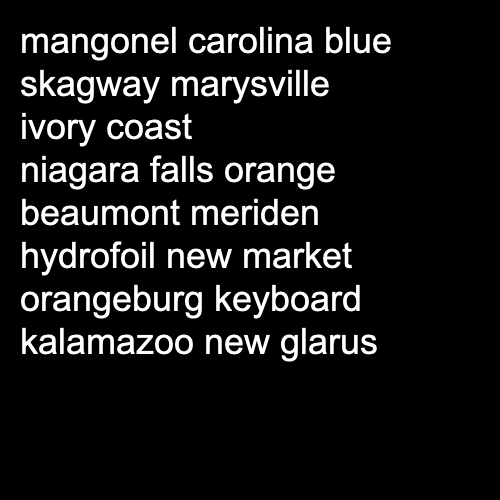 mangonel carolina blue
skagway marysville
ivory coast
niagara falls orange
beaumont meriden
hydrofoil new market
orangeburg keyboard
kalamazoo new glarus